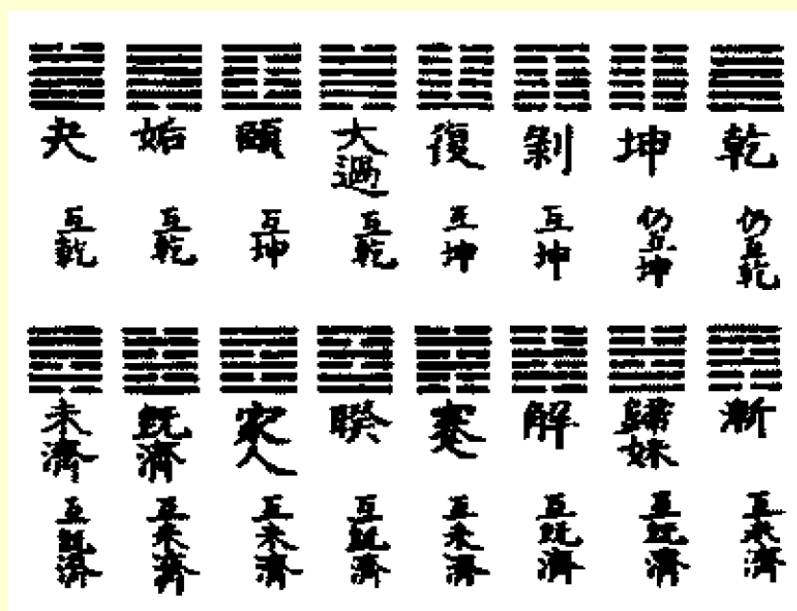 乾
仍互乾
坤
仍互坤
剝
互坤
復
互坤
大過
互乾
頤
互坤
姤
互乾
夬
互乾
漸
互未濟
歸妹
互既濟
解
互既濟
蹇
互未濟
睽
互既濟
家人
互未濟
既濟
互未濟
未濟
互既濟